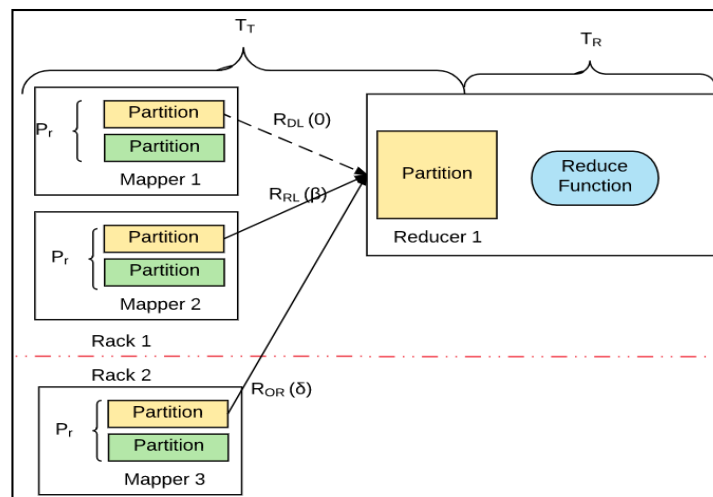 T_T
T_R
P_r
Partition
Partition
Mapper 1
R_DL (0)
R_RL (β)
Partition
Reducer 1
Reduce
Function
P_r
Partition
Partition
Mapper 2
Rack 1
Rack 2
R_OR (δ)
P_r
Partition
Partition
Mapper 3